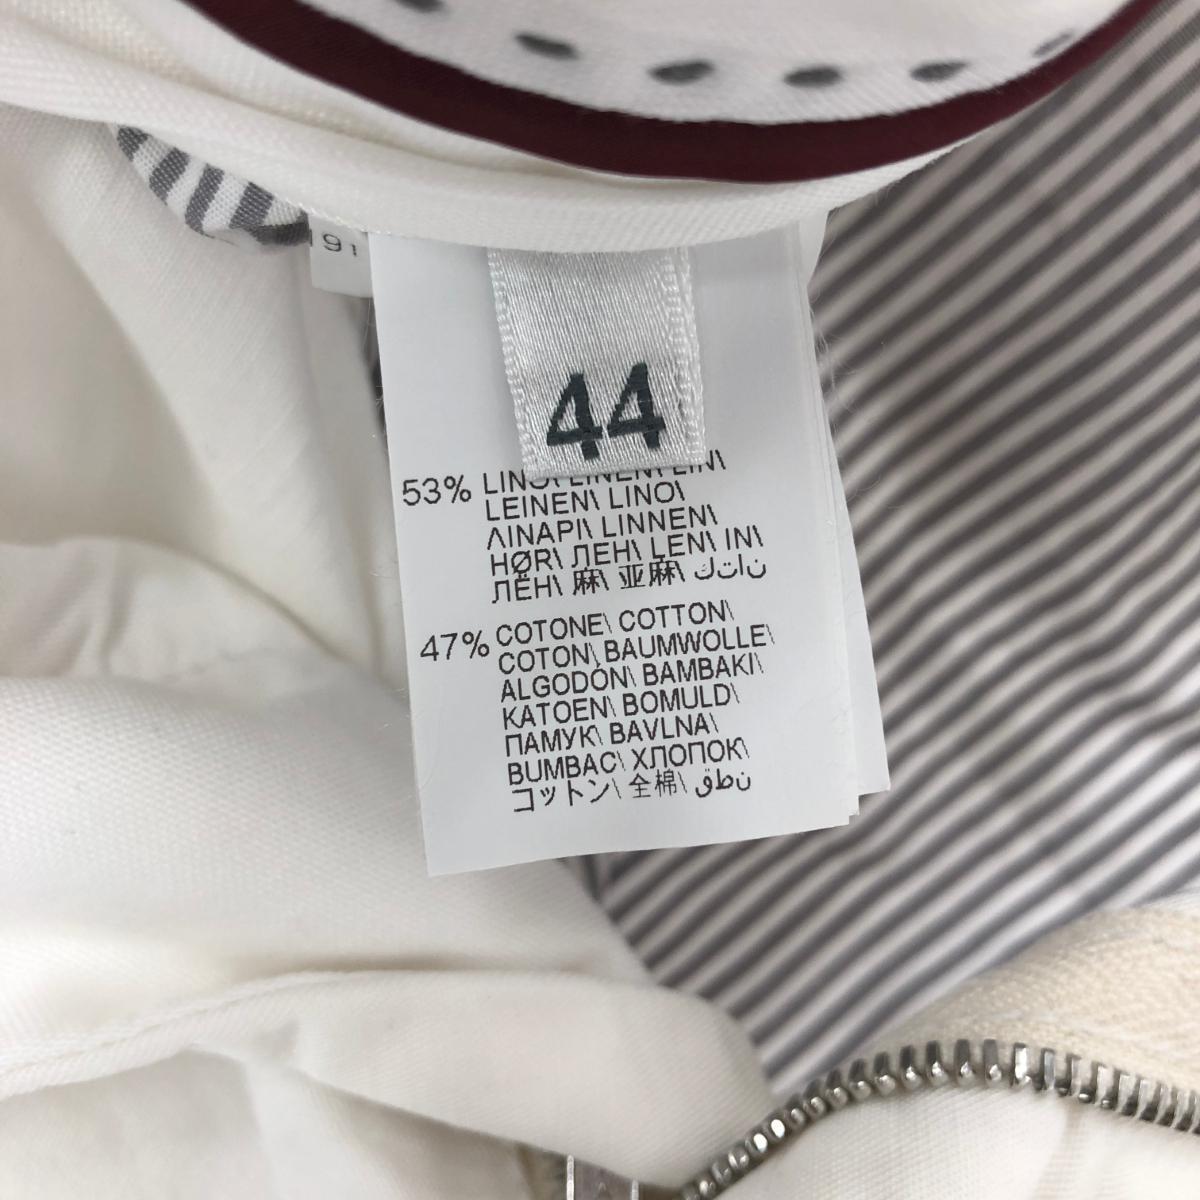 44
53% LINO\ LINEN\ LIN\
LEINEN\ LINO\
ΛΙΝΑΡΙ\ LINNEN\
HØR\ ЛЕН\ LEN\ IN\
ЛЁН\ 麻\ 亚麻\ كتان
47% COTONE\ COTTON\
COTON\ BAUMWOLLE\
ALGODÓN\ BAMBAKI\
KATOEN\ BOMULD\
ПАМУК\ BAVLNA\
BUMBAC\ ХЛОПОК\
コットン\ 全棉\ قطن